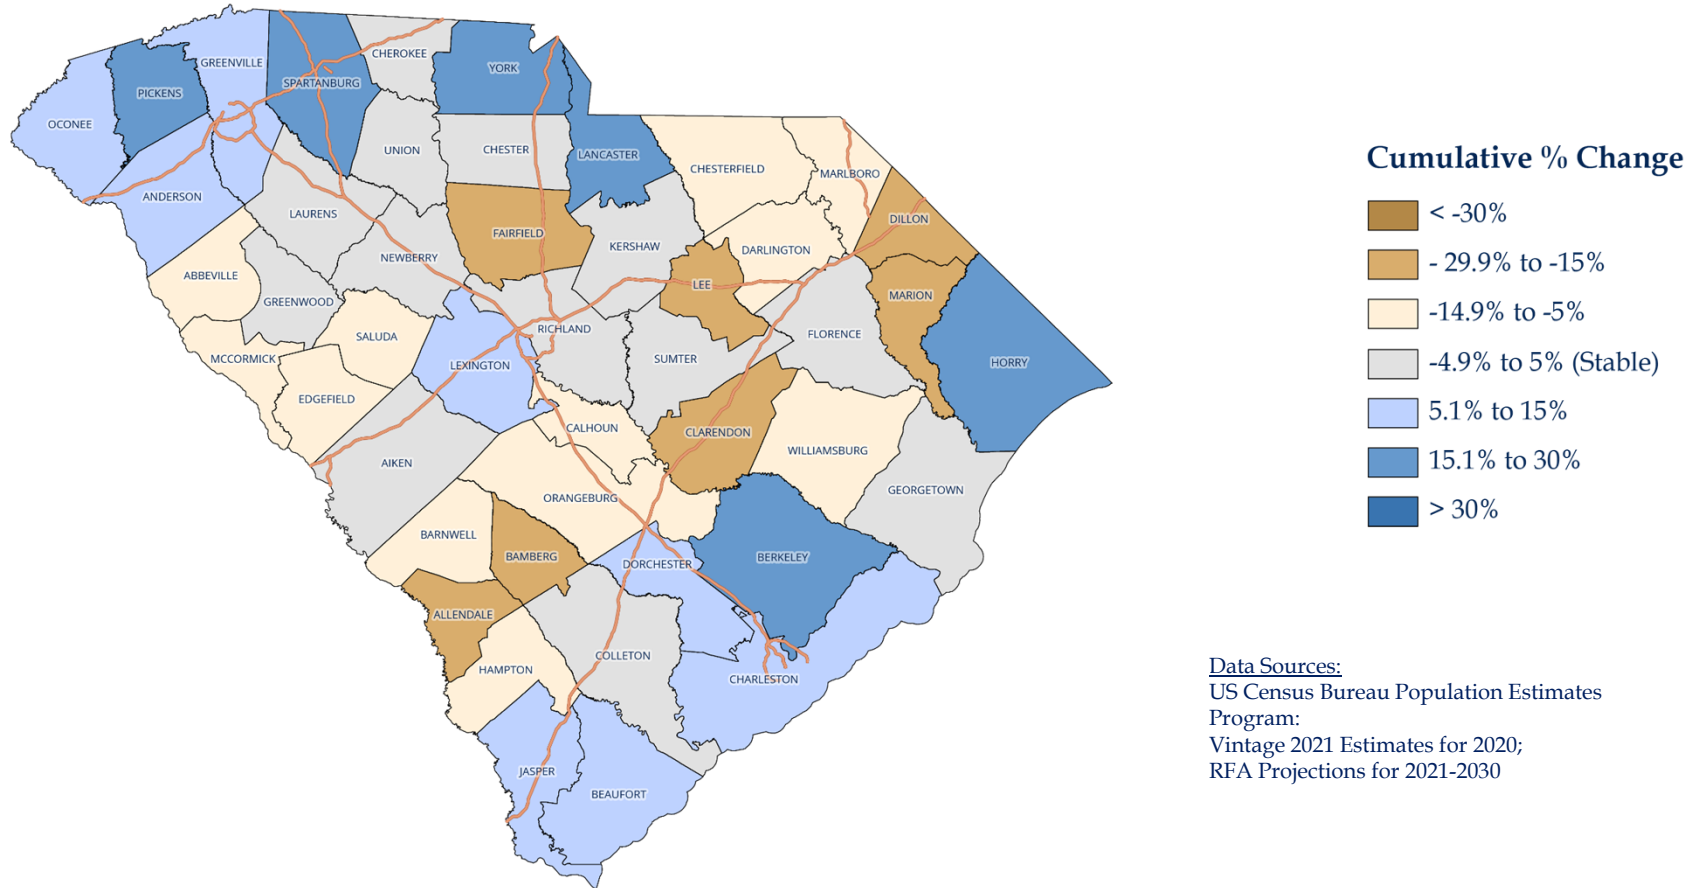 CHEROKEE
GREENVILLE
YORK
SPARTANBURG
PICKENS
OCONEE
UNION
CHESTER
LANCASTER
CHESTERFIELD
MARLBORO
ANDERSON
LAURENS
DILLON
FAIRFIELD
KERSHAW
DARLINGTON
NEWBERRY
ABBEVILLE
LEE
MARION
GREENWOOD
RICHLAND
SALUDA
FLORENCE
MCCORMICK
SUMTER
HORRY
LEXINGTON
EDGEFIELD
CALHOUN
CLARENDON
WILLIAMSBURG
AIKEN
GEORGETOWN
ORANGEBURG
BARNWELL
BAMBERG
BERKELEY
DORCHESTER
ALLENDALE
COLLETON
HAMPTON
CHARLESTON
JASPER
BEAUFORT
Cumulative % Change
< -30%
- 29.9% to -15%
-14.9% to -5%
-4.9% to 5% (Stable)
5.1% to 15%
15.1% to 30%
> 30%
Data Sources:
US Census Bureau Population Estimates
Program:
Vintage 2021 Estimates for 2020;
RFA Projections for 2021-2030